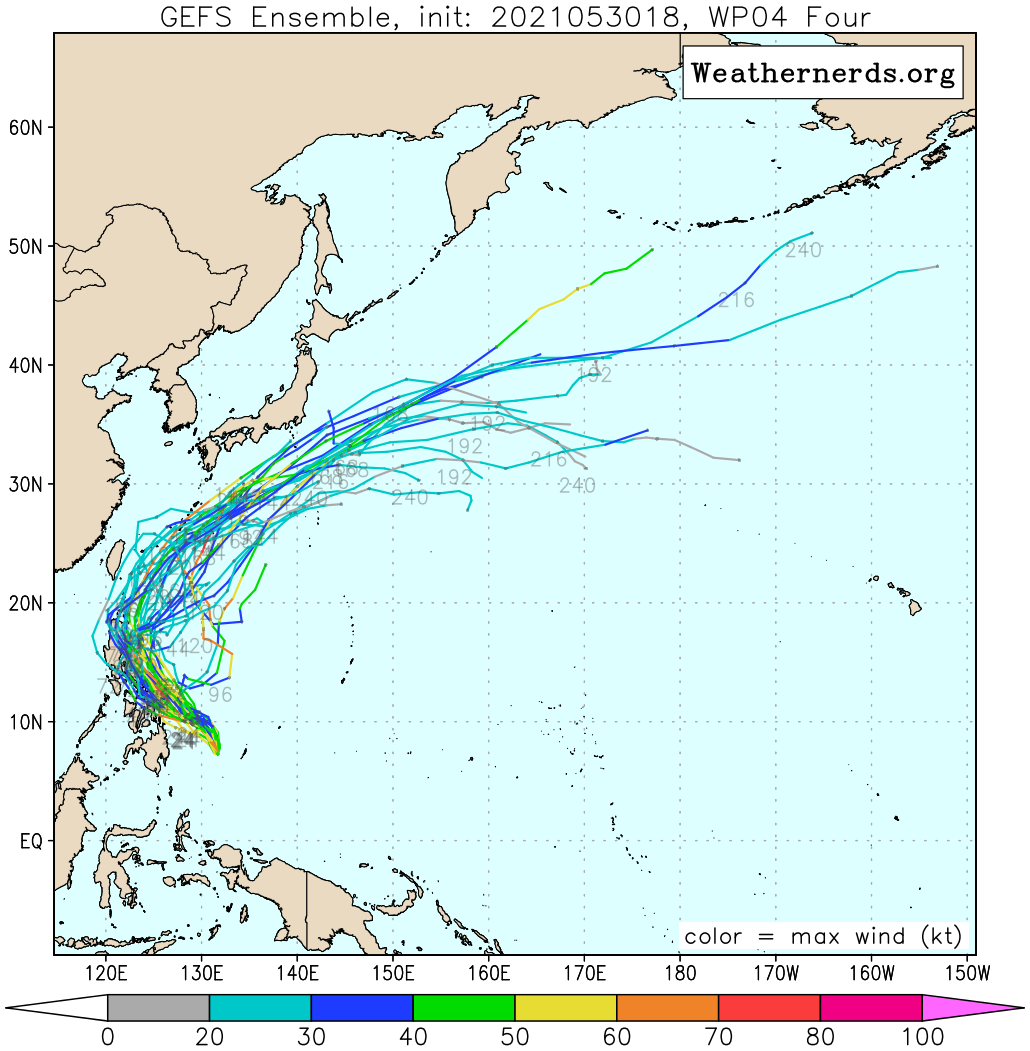 GEFS Ensemble, init: 2021053018, WP04 Four
Weathernerds.org
60N
50N
240
216
40N
192
192
192
216
30N
192
240
240
20N
120
96
10N
24
EQ
color = max wind (kt)
120E 130E 140E 150E 160E 170E 180 170W 160W 150W
0 20 30 40 50 60 70 80 100